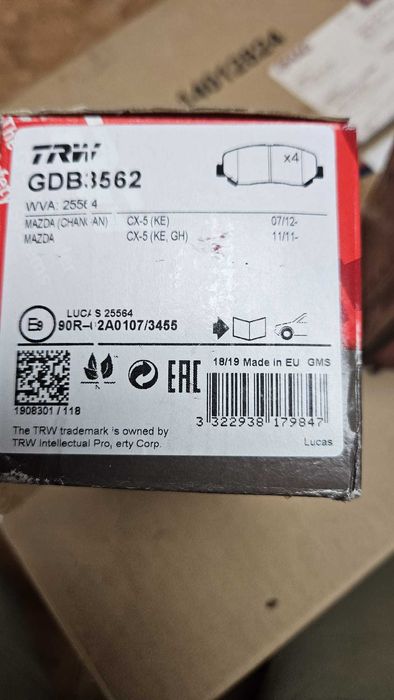 TRW
x4
GDB3562
WVA: 25564
MAZDA (CHANGAN) CX-5 (KE) 07/12-
MAZDA CX-5 (KE, GH) 11/11-
LUCAS 25564
E9 90R-02A0107/3455
18/19 Made in EU GMS
EAC
1908301 / 118
3 322938 179847
The TRW trademark is owned by
TRW Intellectual Property Corp.
Lucas